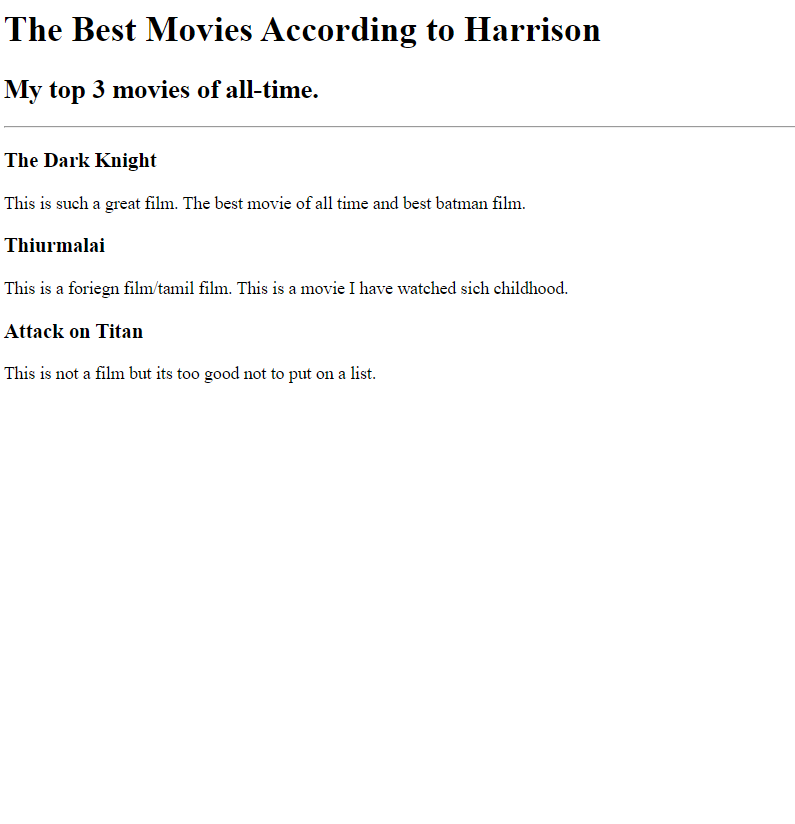 The Best Movies According to Harrison
My top 3 movies of all-time.
The Dark Knight
This is such a great film. The best movie of all time and best batman film.
Thiurmalai
This is a foriegn film/tamil film. This is a movie I have watched sich childhood.
Attack on Titan
This is not a film but its too good not to put on a list.